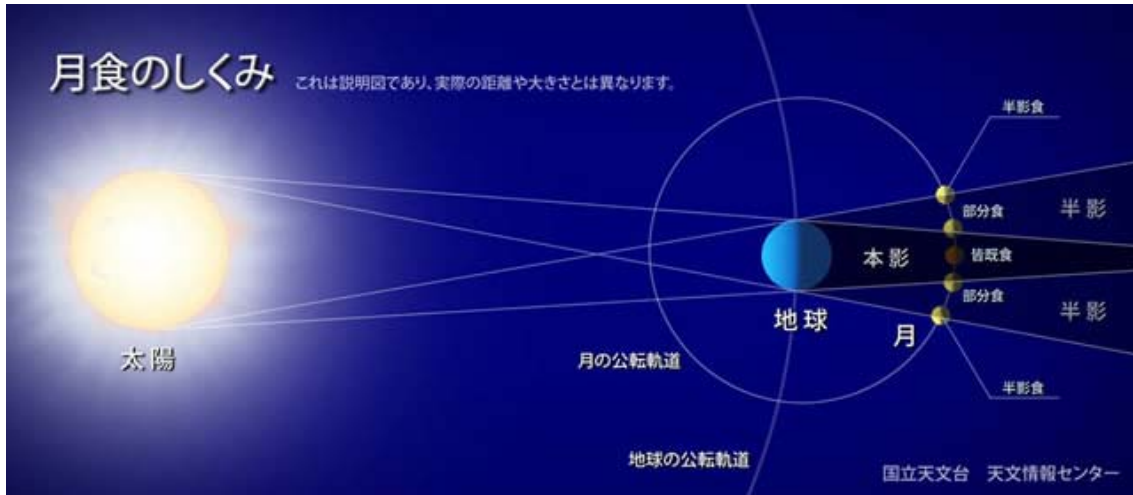 月食のしくみ
これは説明図であり、実際の距離や大きさとは異なります。
半影食
部分食
半影
本影
皆既食
部分食
半影
地球
月
太陽
月の公転軌道
半影食
地球の公転軌道
国立天文台 天文情報センター